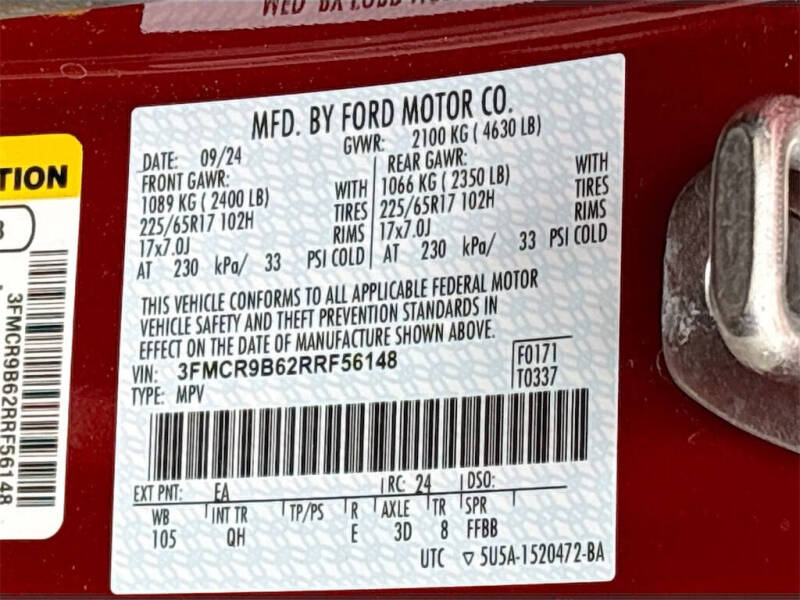 MFD. BY FORD MOTOR CO.
DATE: 09/24 GVWR: 2100 KG ( 4630 LB)
FRONT GAWR: REAR GAWR:
1089 KG ( 2400 LB) WITH 1066 KG ( 2350 LB) WITH
225/65R17 102H TIRES 225/65R17 102H TIRES
17x7.0J RIMS 17x7.0J RIMS
AT 230 kPa/ 33 PSI COLD AT 230 kPa/ 33 PSI COLD
THIS VEHICLE CONFORMS TO ALL APPLICABLE FEDERAL MOTOR
VEHICLE SAFETY AND THEFT PREVENTION STANDARDS IN
EFFECT ON THE DATE OF MANUFACTURE SHOWN ABOVE.
VIN: 3FMCR9B62RRF56148 F0171
TYPE: MPV T0337
EXT PNT: EA RC: 24 DSO:
WB INT TR TP/PS R AXLE TR SPR
105 QH E 3D 8 FFBB
UTC ▽ 5U5A-1520472-BA
TION
3FMCR9B62RRF56148